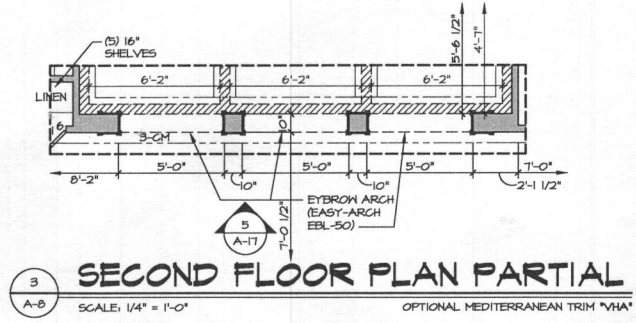 (5) 16"
SHELVES
5'-6 1/2"
4'-7"
6'-2"
6'-2"
6'-2"
LINEN
6
3-CM
5'-0"
5'-0"
5'-0"
7'-0"
8'-2"
10"
10"
2'-1 1/2"
EYBROW ARCH
(EASY-ARCH
EBL-50)
5
A-17
7'-0 1/2"
SECOND FLOOR PLAN PARTIAL
3
A-8
SCALE: 1/4" = 1'-0"
OPTIONAL MEDITERRANEAN TRIM "VHA"